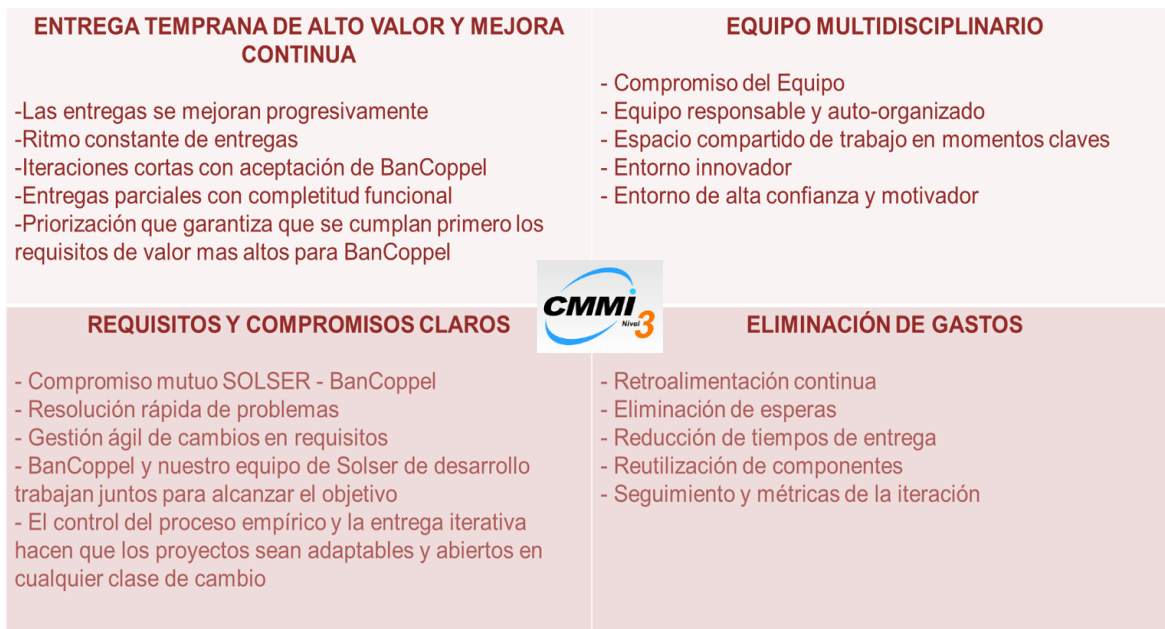 ENTREGA TEMPRANA DE ALTO VALOR Y MEJORA
CONTINUA
-Las entregas se mejoran progresivamente
-Ritmo constante de entregas
-Iteraciones cortas con aceptación de BanCoppel
-Entregas parciales con completitud funcional
-Priorización que garantiza que se cumplan primero los
requisitos de valor mas altos para BanCoppel
EQUIPO MULTIDISCIPLINARIO
- Compromiso del Equipo
- Equipo responsable y auto-organizado
- Espacio compartido de trabajo en momentos claves
- Entorno innovador
- Entorno de alta confianza y motivador
CMMi
Nivel 3
REQUISITOS Y COMPROMISOS CLAROS
- Compromiso mutuo SOLSER - BanCoppel
- Resolución rápida de problemas
- Gestión ágil de cambios en requisitos
- BanCoppel y nuestro equipo de Solser de desarrollo
trabajan juntos para alcanzar el objetivo
- El control del proceso empírico y la entrega iterativa
hacen que los proyectos sean adaptables y abiertos en
cualquier clase de cambio
ELIMINACIÓN DE GASTOS
- Retroalimentación continua
- Eliminación de esperas
- Reducción de tiempos de entrega
- Reutilización de componentes
- Seguimiento y métricas de la iteración